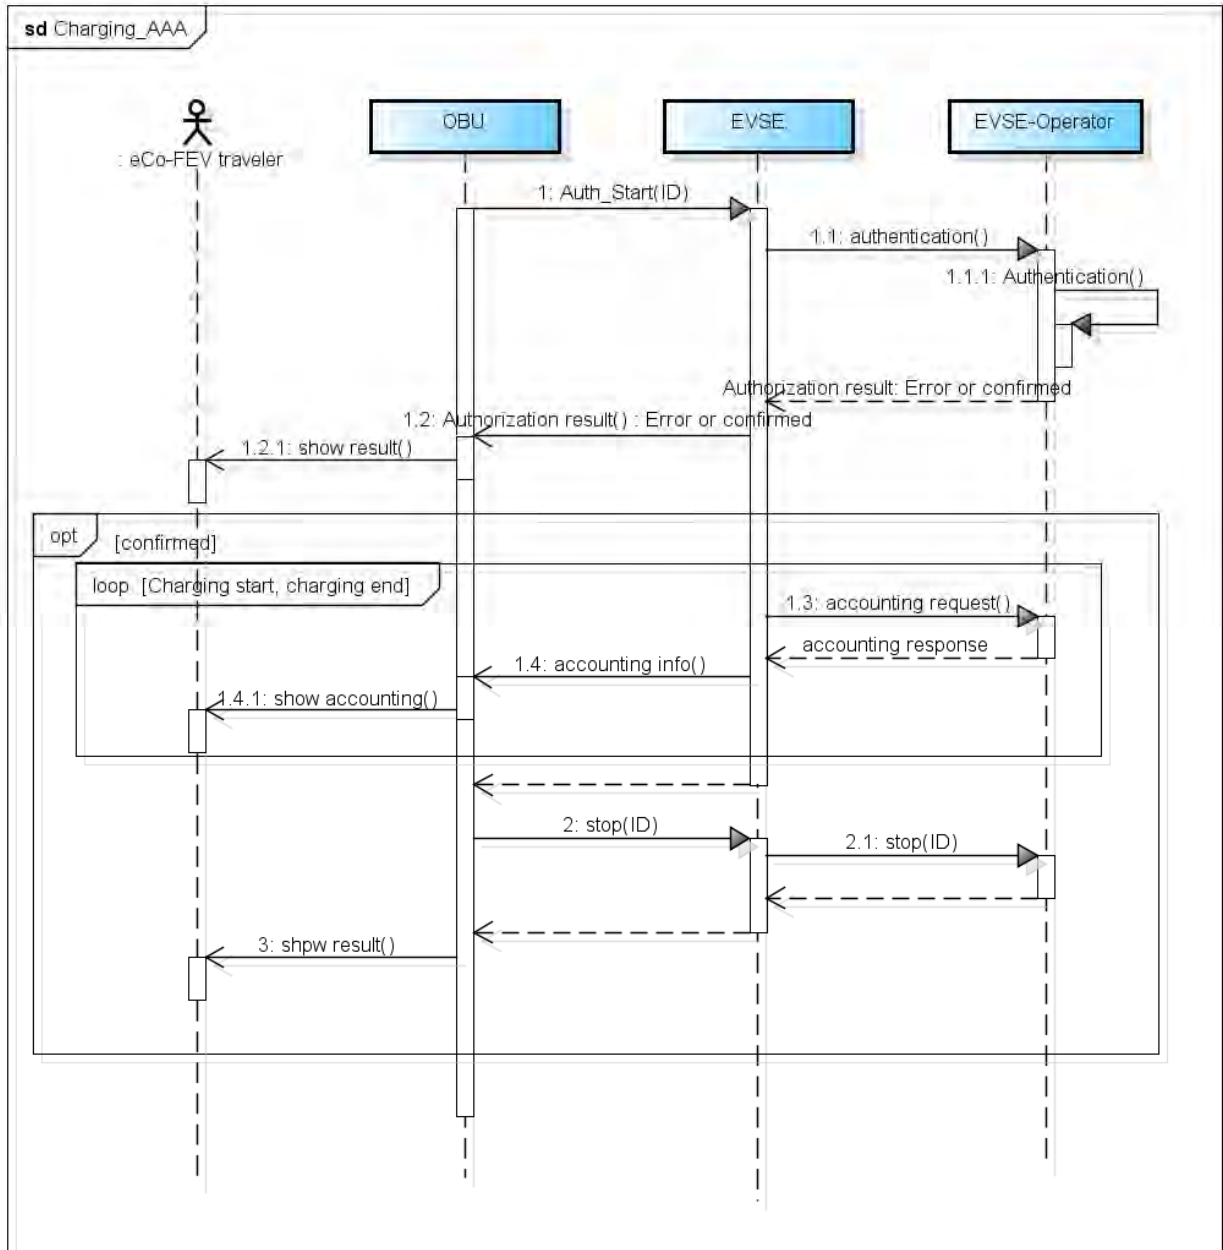 sd Charging_AAA
OBU
EVSE
EVSE-Operator
: eCo-FEV traveler
1: Auth_Start(ID)
1.1: authentication()
1.1.1: Authentication()
Authorization result: Error or confirmed
1.2: Authorization result() : Error or confirmed
1.2.1: show result()
opt
[confirmed]
loop [Charging start, charging end]
1.3: accounting request()
accounting response
1.4: accounting info()
1.4.1: show accounting()
2: stop(ID)
2.1: stop(ID)
3: shpw result()